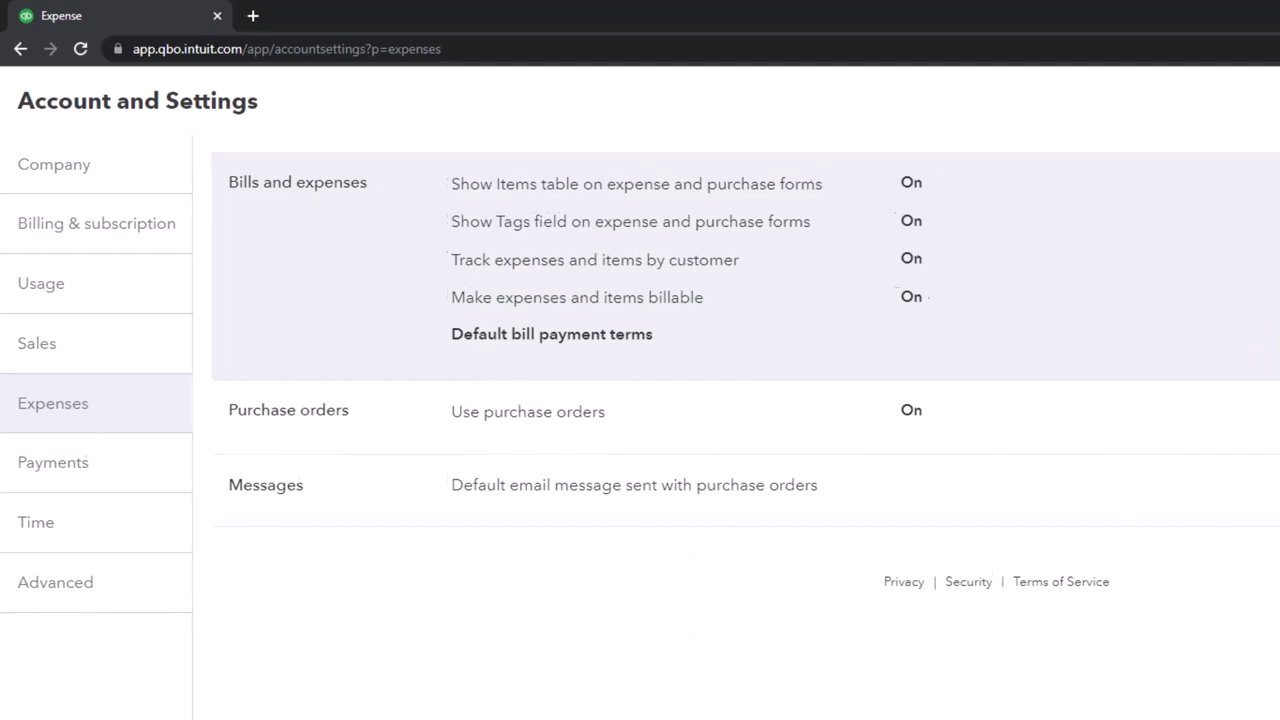 Expense
app.qbo.intuit.com/app/accountsettings?p=expenses
Account and Settings
Company
Billing & subscription
Usage
Sales
Expenses
Payments
Time
Advanced
Bills and expenses
Show Items table on expense and purchase forms On
Show Tags field on expense and purchase forms On
Track expenses and items by customer On
Make expenses and items billable On
Default bill payment terms
Purchase orders
Use purchase orders On
Messages
Default email message sent with purchase orders
Privacy | Security | Terms of Service